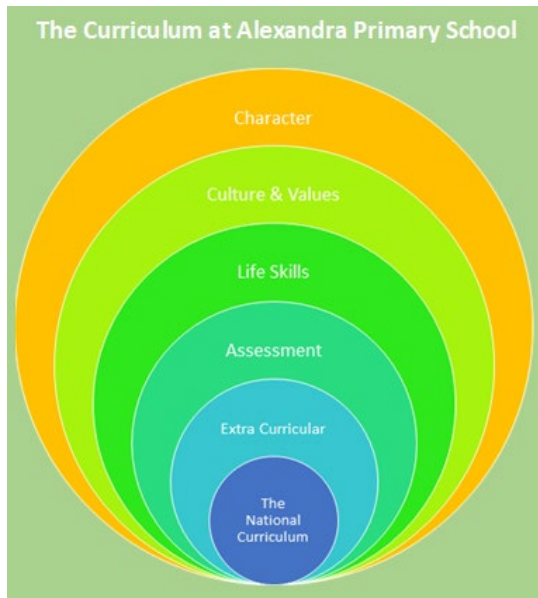 The Curriculum at Alexandra Primary School
Character
Culture & Values
Life Skills
Assessment
Extra Curricular
The
National
Curriculum